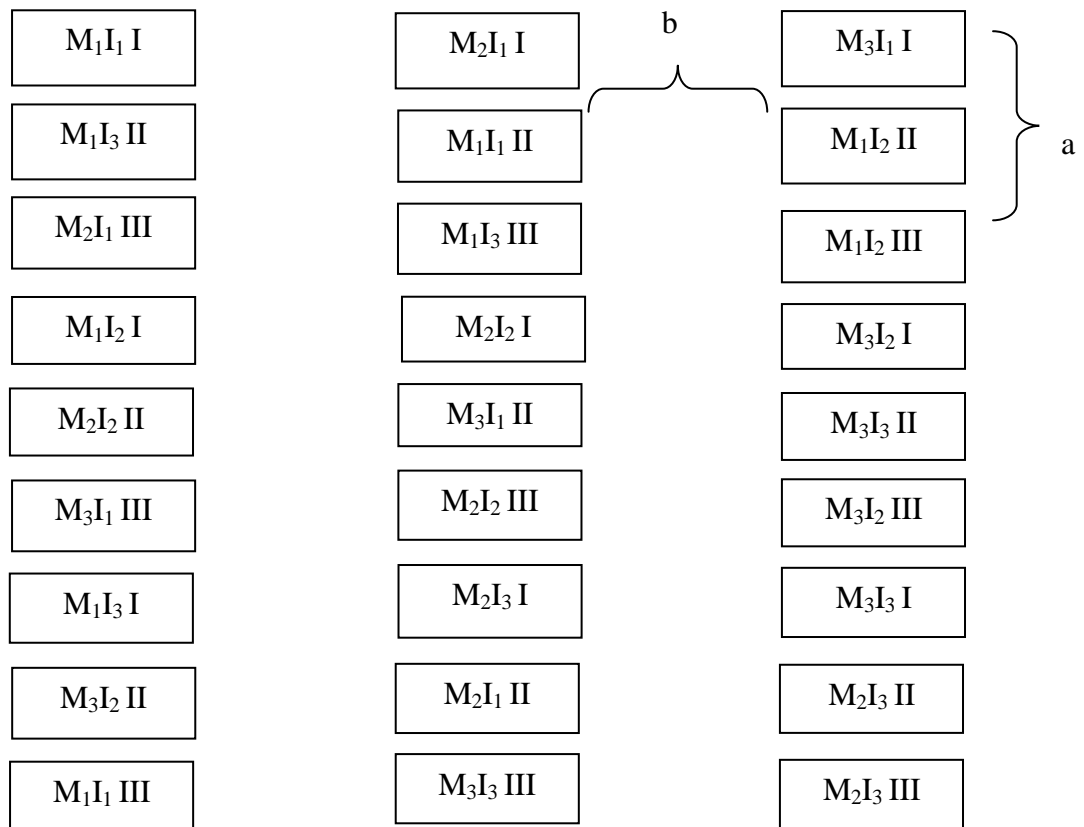 b
M₁I₁ I M₂I₁ I M₃I₁ I
M₁I₃ II M₁I₁ II M₁I₂ II a
M₂I₁ III M₁I₃ III M₁I₂ III
M₁I₂ I M₂I₂ I M₃I₂ I
M₂I₂ II M₃I₁ II M₃I₃ II
M₃I₁ III M₂I₂ III M₃I₂ III
M₁I₃ I M₂I₃ I M₃I₃ I
M₃I₂ II M₂I₁ II M₂I₃ II
M₁I₁ III M₃I₃ III M₂I₃ III